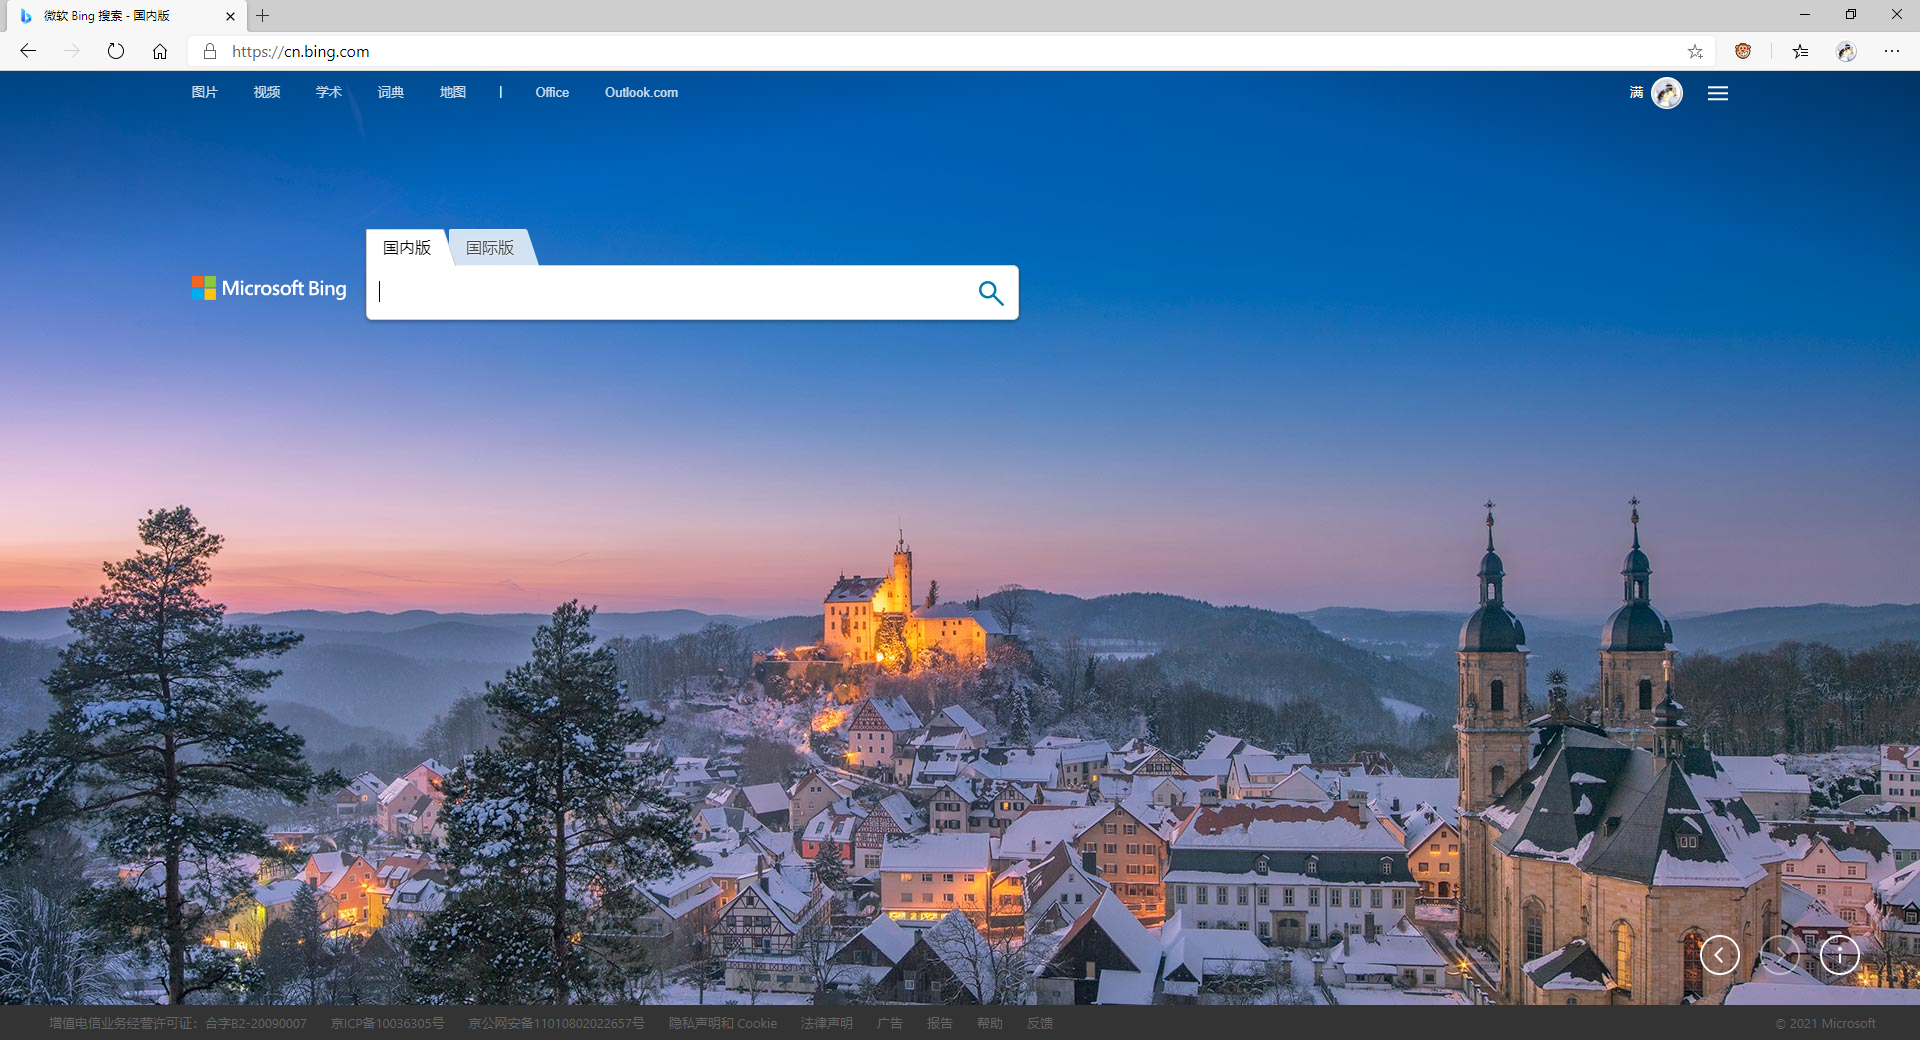 微软 Bing 搜索 - 国内版
https://cn.bing.com
图片 视频 学术 词典 地图 | Office Outlook.com 满
国内版 国际版
Microsoft Bing
增值电信业务经营许可证：合字B2-20090007 京ICP备10036305号 京公网安备11010802022657号 隐私声明和 Cookie 法律声明 广告 报告 帮助 反馈 © 2021 Microsoft